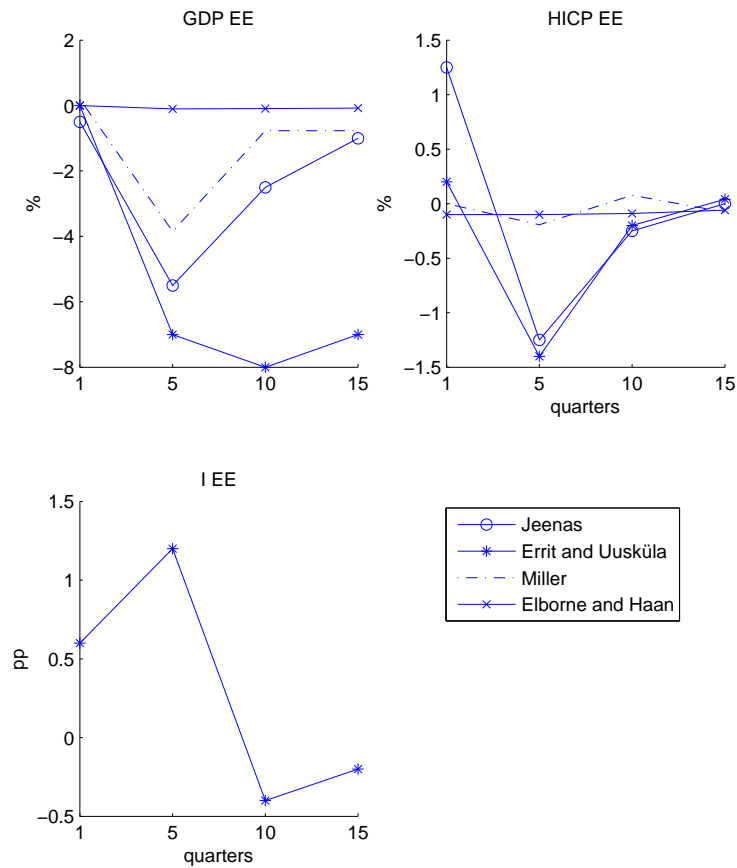 GDP EE
2
0
−2
−4
−6
−8
%
1 5 10 15
HICP EE
1.5
1
0.5
0
−0.5
−1
−1.5
%
1 5 10 15
quarters
I EE
1.5
1
0.5
0
−0.5
pp
1 5 10 15
quarters
Jeenas
Errit and Uusküla
Miller
Elborne and Haan